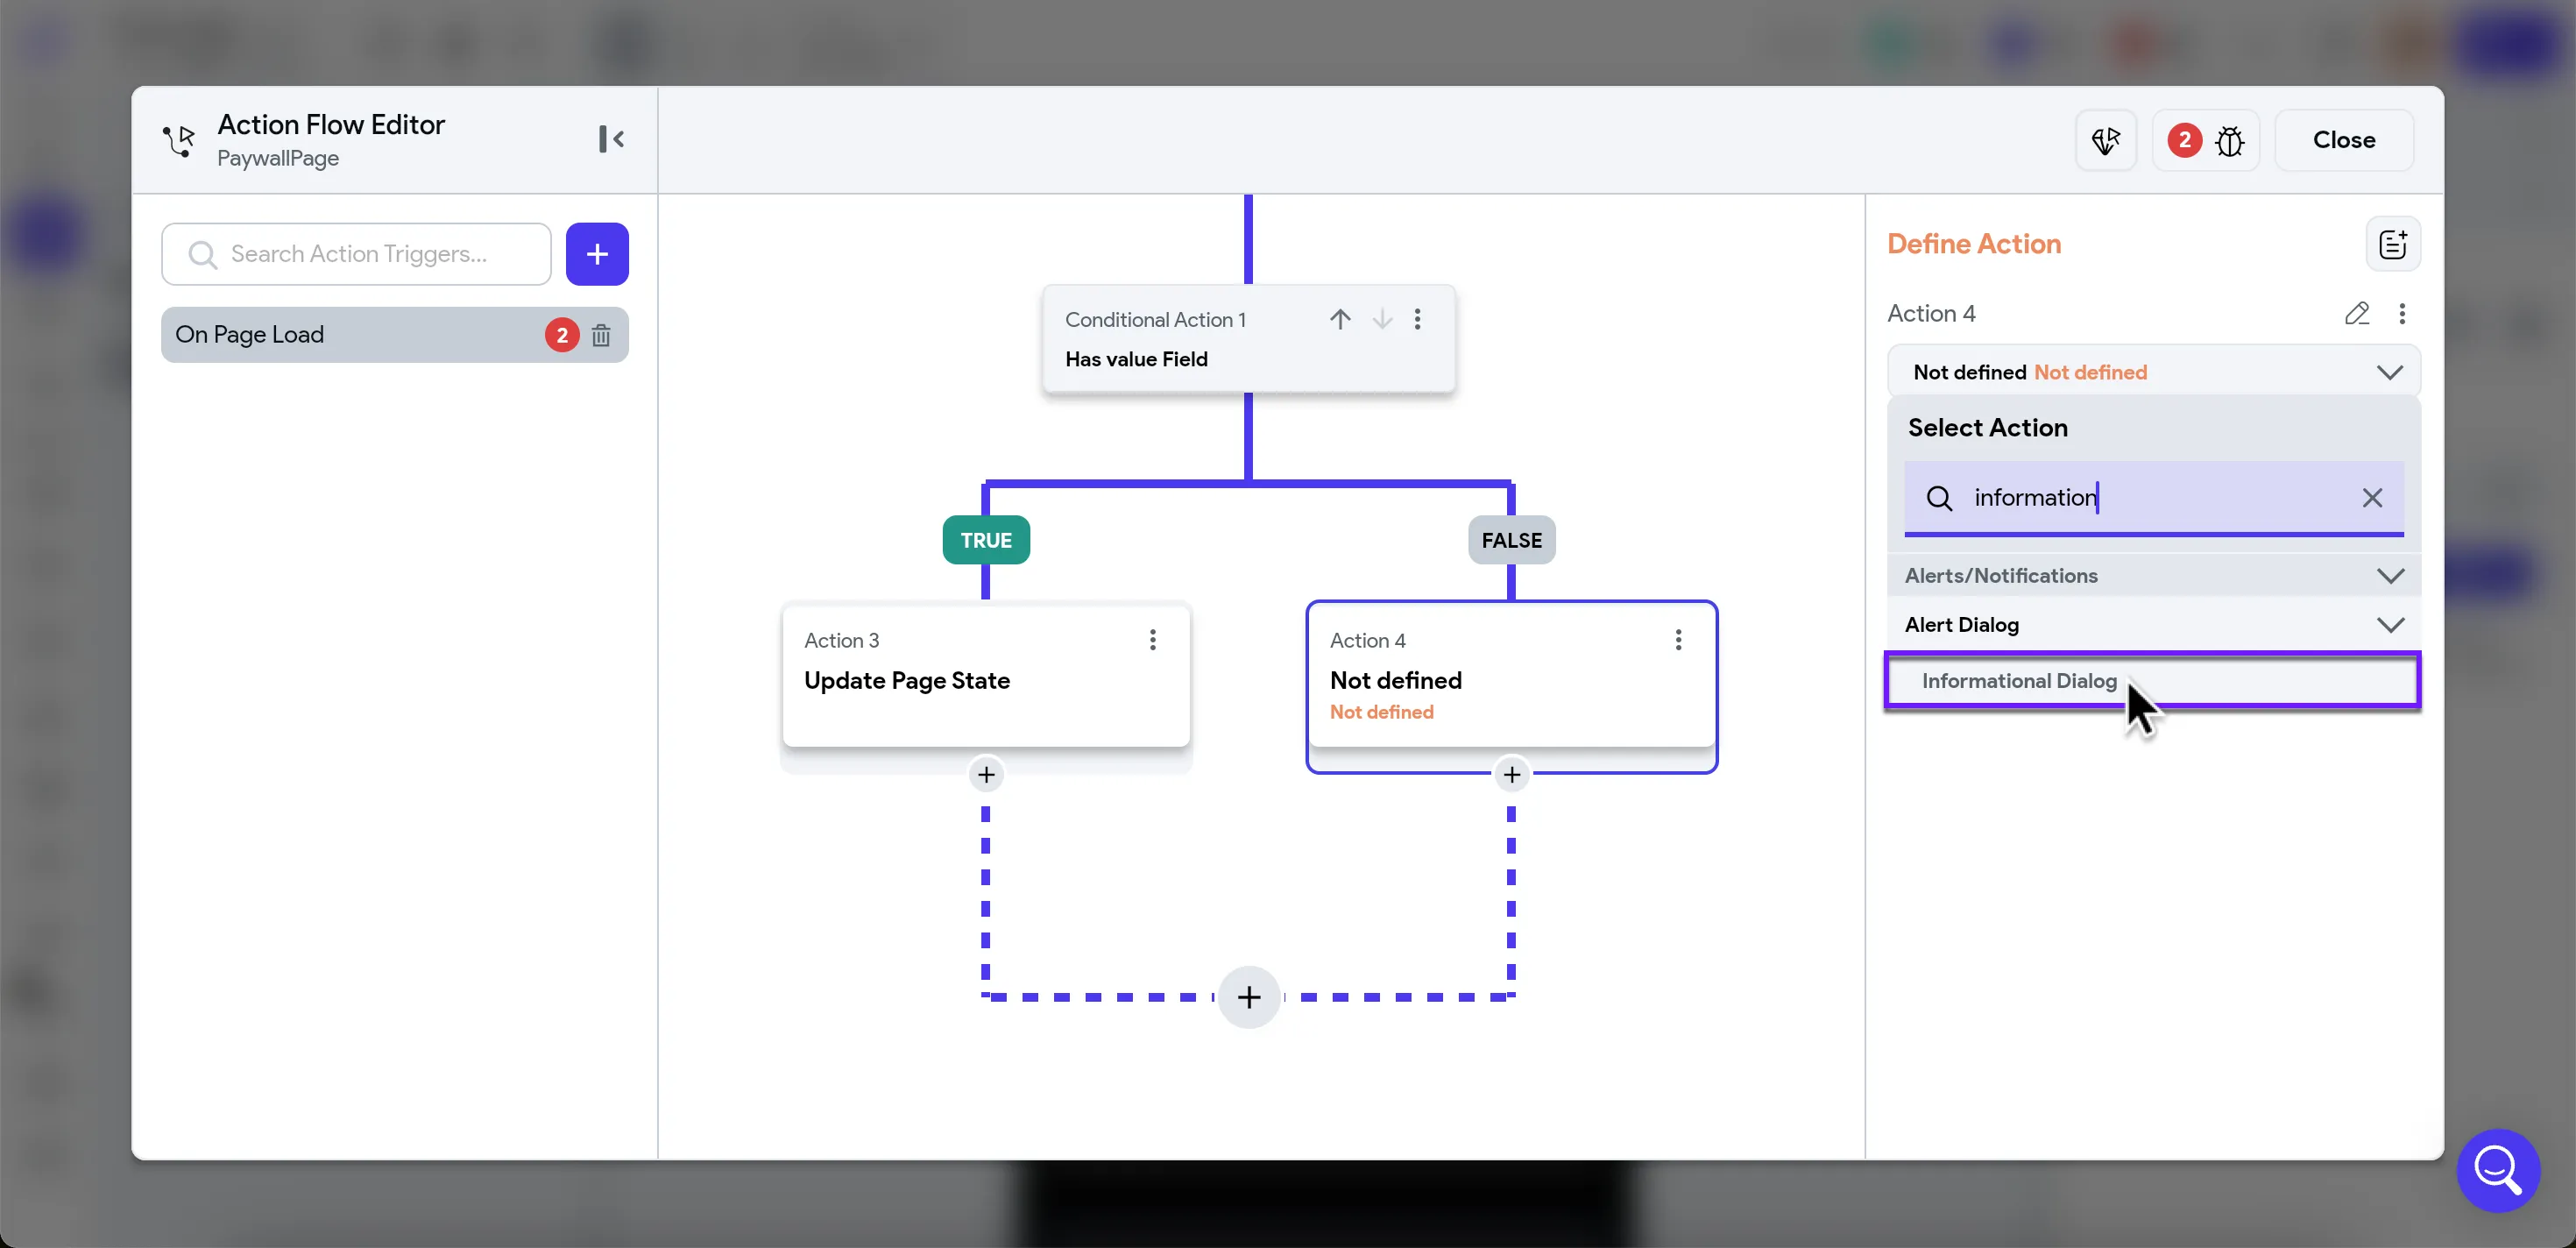 Action Flow Editor
PaywallPage
2
Close
Search Action Triggers...
On Page Load
2
Conditional Action 1
Has value Field
TRUE
FALSE
Action 3
Update Page State
Action 4
Not defined
Not defined
Define Action
Action 4
Not defined Not defined
Select Action
information
Alerts/Notifications
Alert Dialog
Informational Dialog